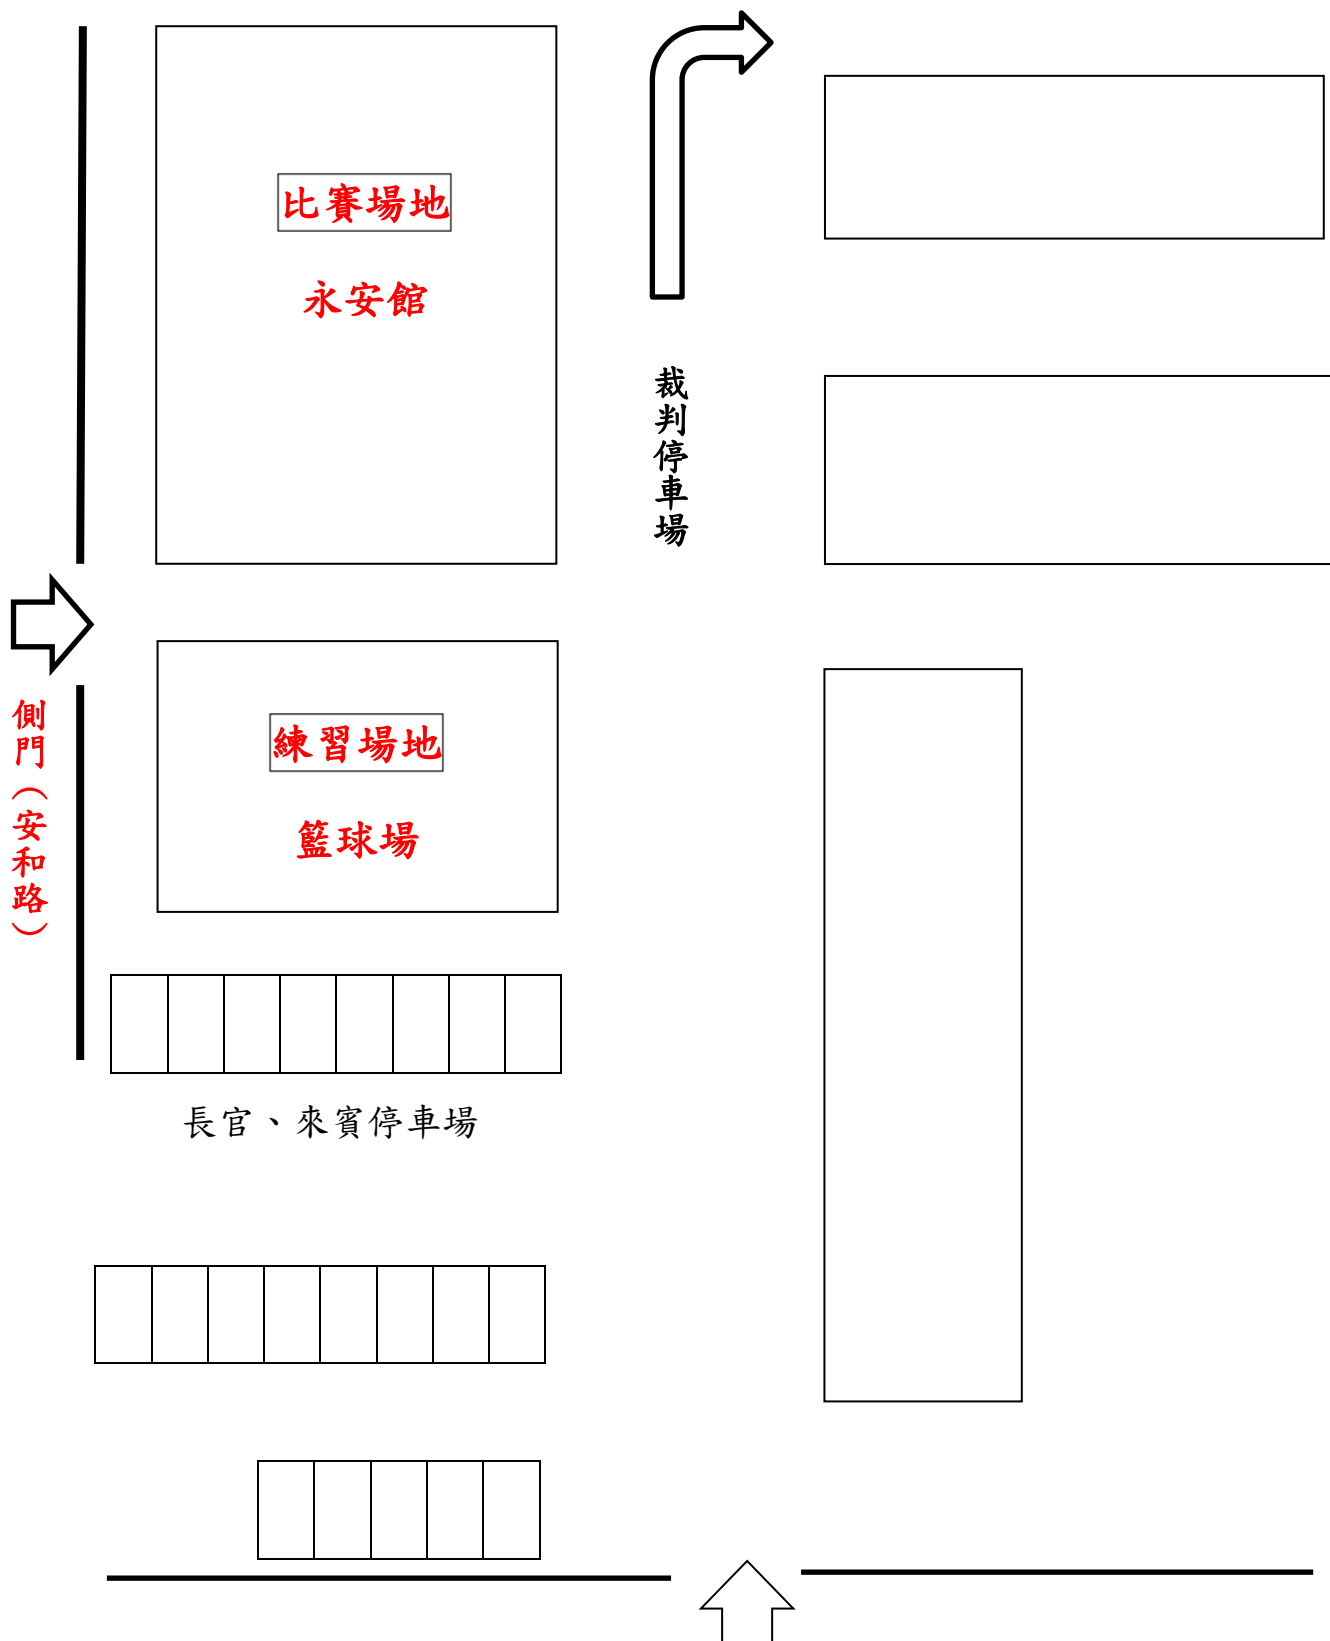 比賽場地
永安館
裁判停車場
側門（安和路）
練習場地
籃球場
長官、來賓停車場